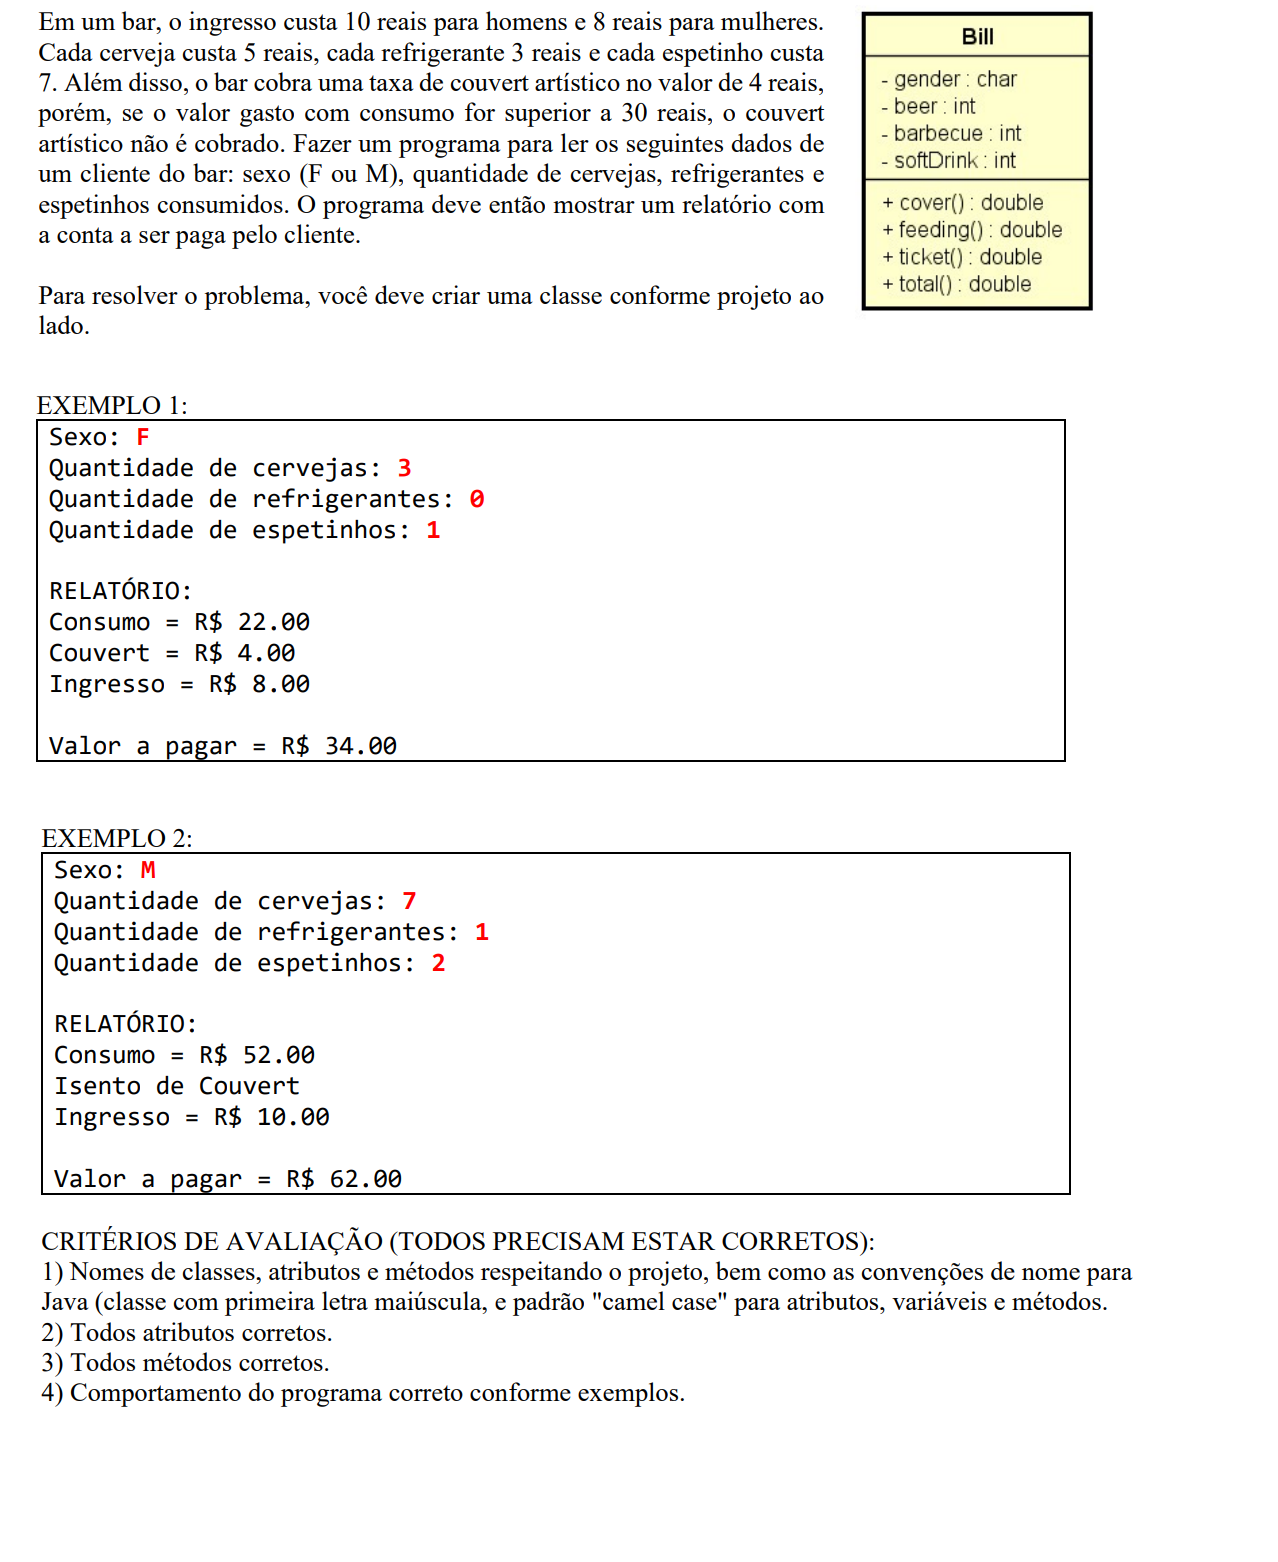 Em um bar, o ingresso custa 10 reais para homens e 8 reais para mulheres.
Cada cerveja custa 5 reais, cada refrigerante 3 reais e cada espetinho custa
7. Além disso, o bar cobra uma taxa de couvert artístico no valor de 4 reais,
porém, se o valor gasto com consumo for superior a 30 reais, o couvert
artístico não é cobrado. Fazer um programa para ler os seguintes dados de
um cliente do bar: sexo (F ou M), quantidade de cervejas, refrigerantes e
espetinhos consumidos. O programa deve então mostrar um relatório com
a conta a ser paga pelo cliente.
Para resolver o problema, você deve criar uma classe conforme projeto ao
lado.
Bill
- gender : char
- beer : int
- barbecue : int
- softDrink : int
+ cover() : double
+ feeding() : double
+ ticket() : double
+ total() : double
EXEMPLO 1:
Sexo: F
Quantidade de cervejas: 3
Quantidade de refrigerantes: 0
Quantidade de espetinhos: 1
RELATÓRIO:
Consumo = R$ 22.00
Couvert = R$ 4.00
Ingresso = R$ 8.00
Valor a pagar = R$ 34.00
EXEMPLO 2:
Sexo: M
Quantidade de cervejas: 7
Quantidade de refrigerantes: 1
Quantidade de espetinhos: 2
RELATÓRIO:
Consumo = R$ 52.00
Isento de Couvert
Ingresso = R$ 10.00
Valor a pagar = R$ 62.00
CRITÉRIOS DE AVALIAÇÃO (TODOS PRECISAM ESTAR CORRETOS):
1) Nomes de classes, atributos e métodos respeitando o projeto, bem como as convenções de nome para
Java (classe com primeira letra maiúscula, e padrão "camel case" para atributos, variáveis e métodos.
2) Todos atributos corretos.
3) Todos métodos corretos.
4) Comportamento do programa correto conforme exemplos.